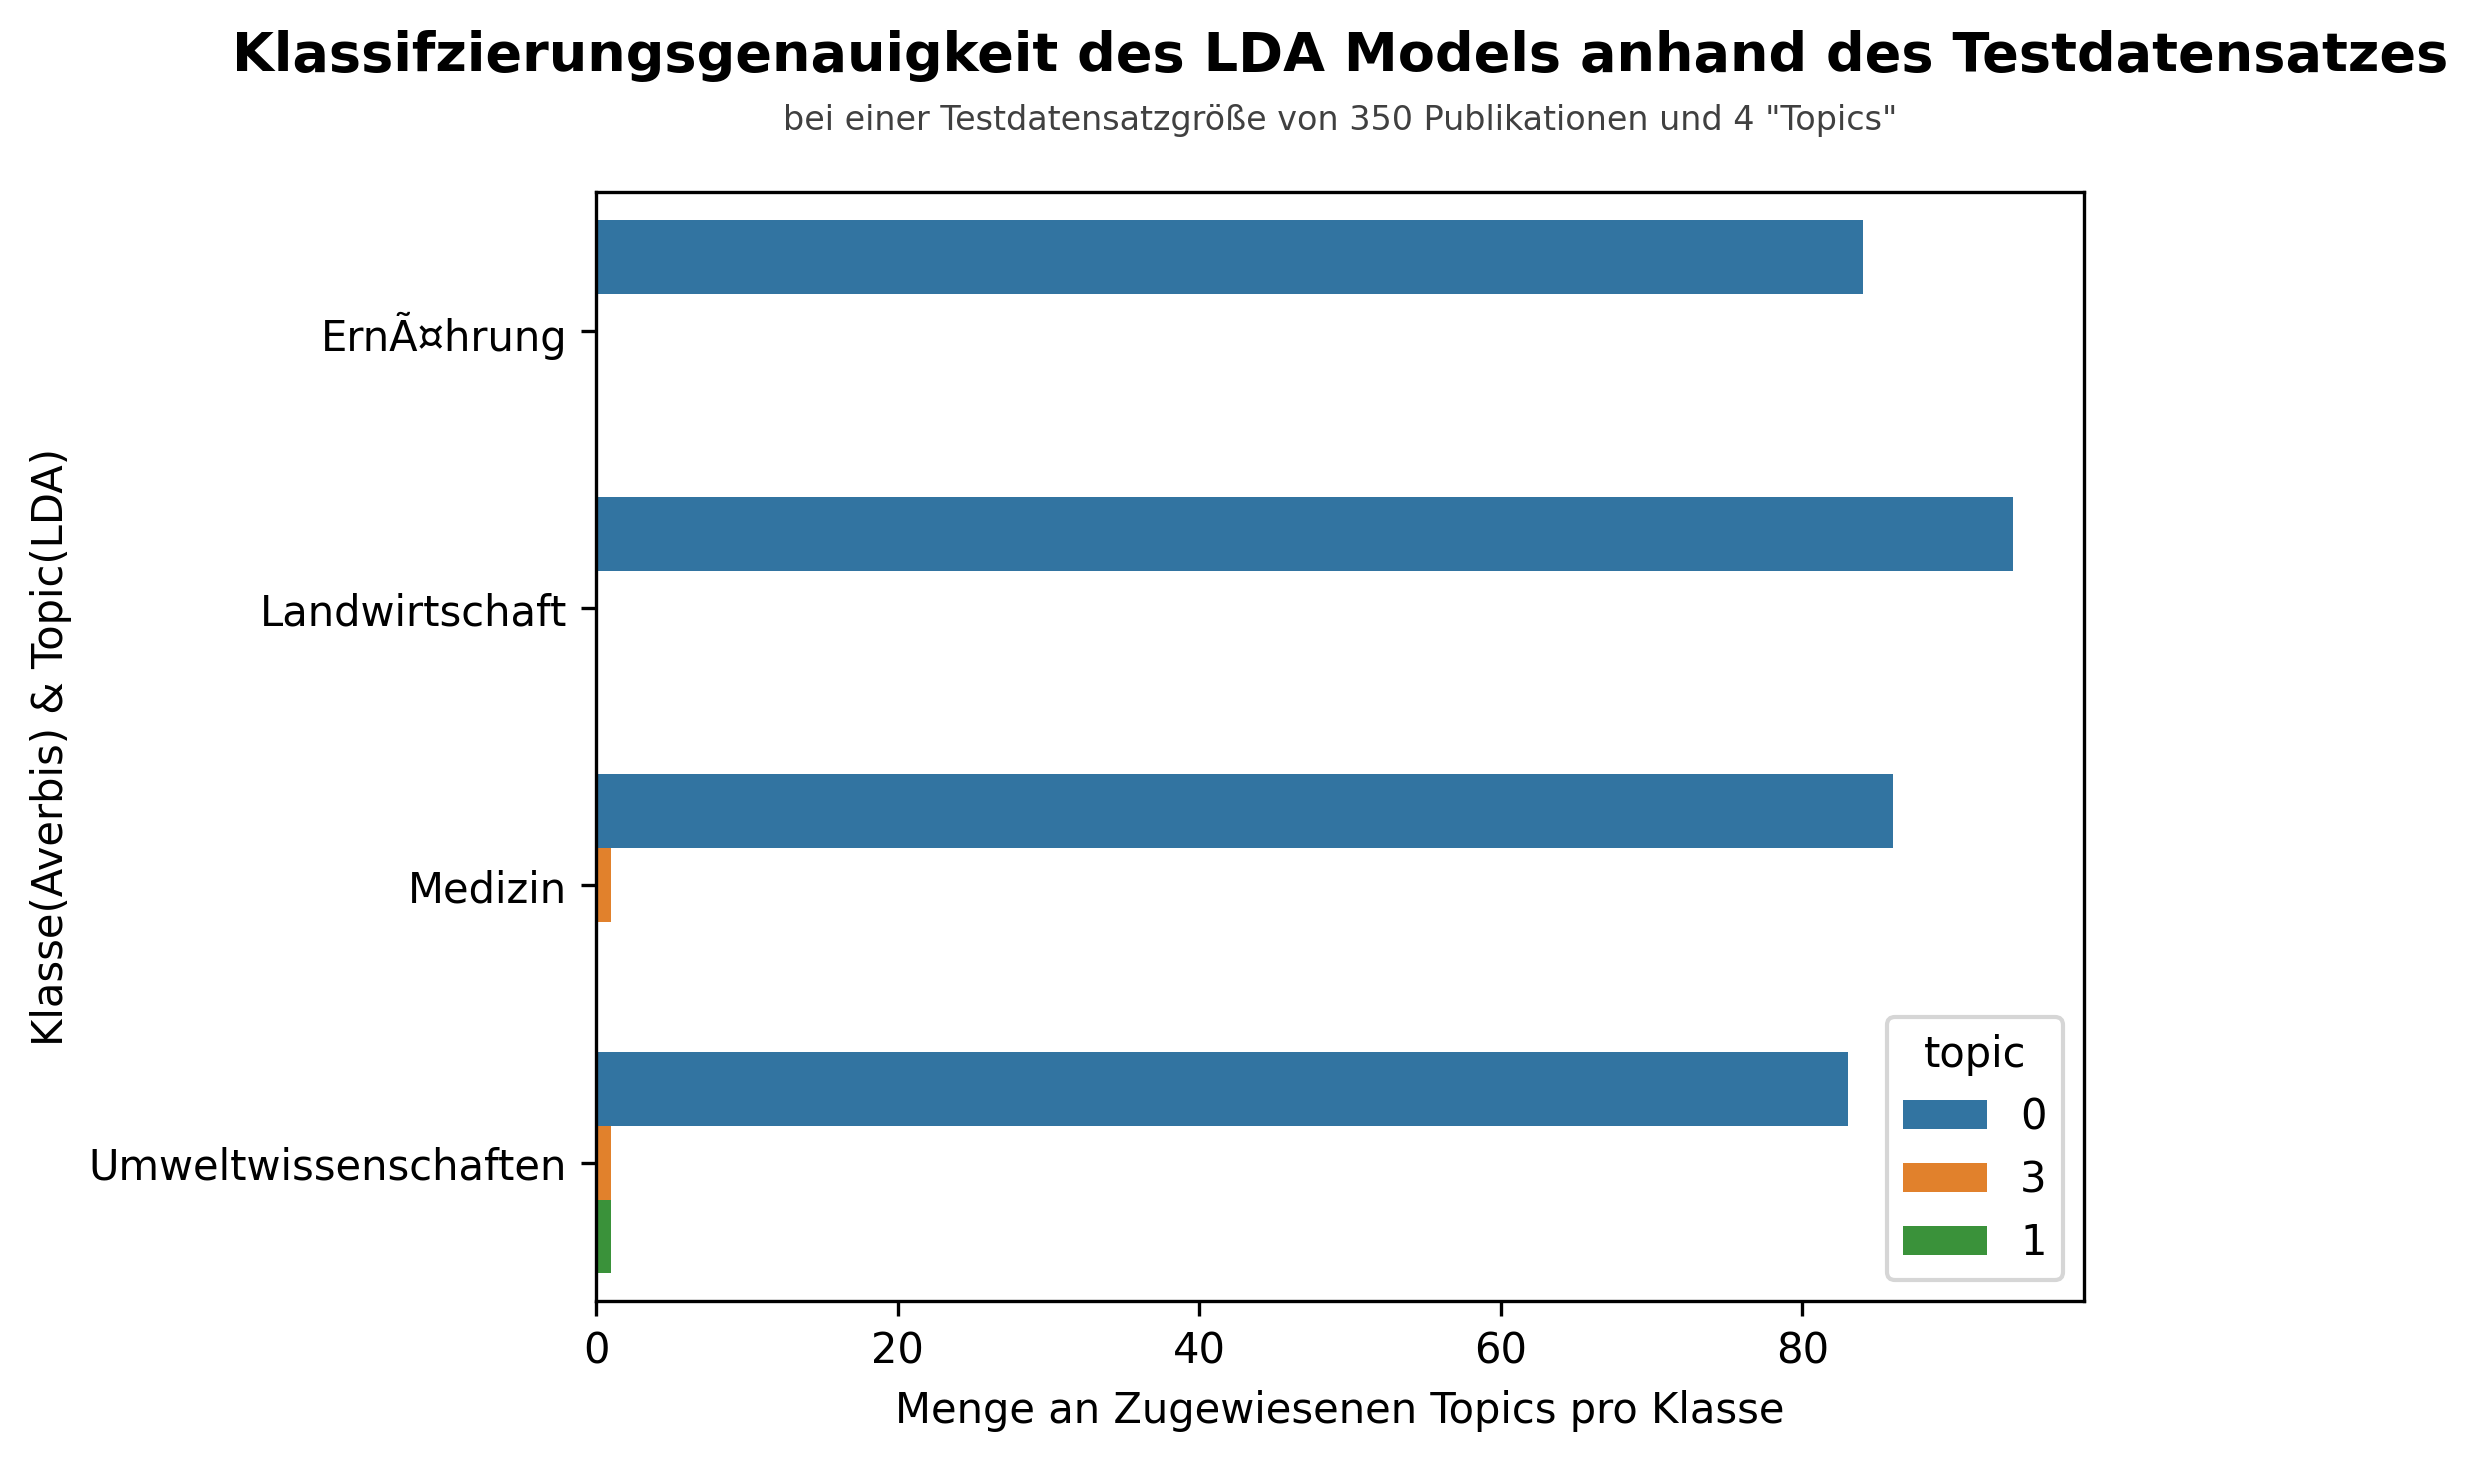 Klassifzierungsgenauigkeit des LDA Models anhand des Testdatensatzes
bei einer Testdatensatzgröße von 350 Publikationen und 4 "Topics"
Klasse(Averbis) & Topic(LDA)
ErnÃ¤hrung
Landwirtschaft
Medizin
Umweltwissenschaften
topic
0
3
1
0 20 40 60 80
Menge an Zugewiesenen Topics pro Klasse